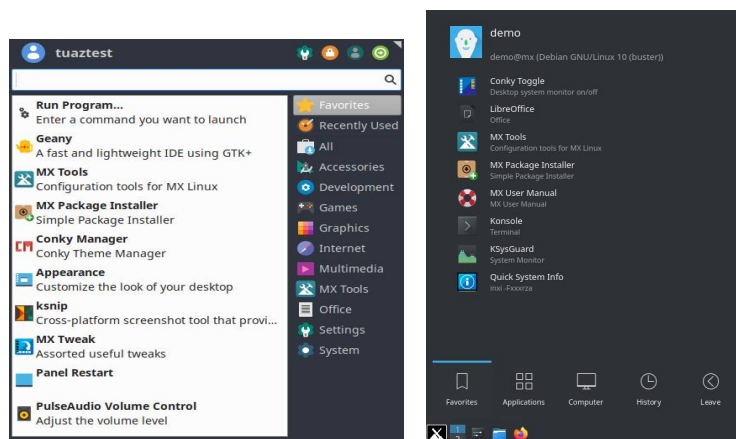 tuaztest
Run Program...
Enter a command you want to launch
Geany
A fast and lightweight IDE using GTK+
MX Tools
Configuration tools for MX Linux
MX Package Installer
Simple Package Installer
Conky Manager
Conky Theme Manager
Appearance
Customize the look of your desktop
ksnip
Cross-platform screenshot tool that provi...
MX Tweak
Assorted useful tweaks
Panel Restart
PulseAudio Volume Control
Adjust the volume level
Favorites
Recently Used
All
Accessories
Development
Games
Graphics
Internet
Multimedia
MX Tools
Office
Settings
System
demo
demo@mx (Debian GNU/Linux 10 (buster))
Conky Toggle
Desktop system monitor on/off
LibreOffice
Office
MX Tools
Configuration tools for MX Linux
MX Package Installer
Simple Package Installer
MX User Manual
MX User Manual
Konsole
Terminal
KSysGuard
System Monitor
Quick System Info
inxi -Fxxxrza
Favorites
Applications
Computer
History
Leave